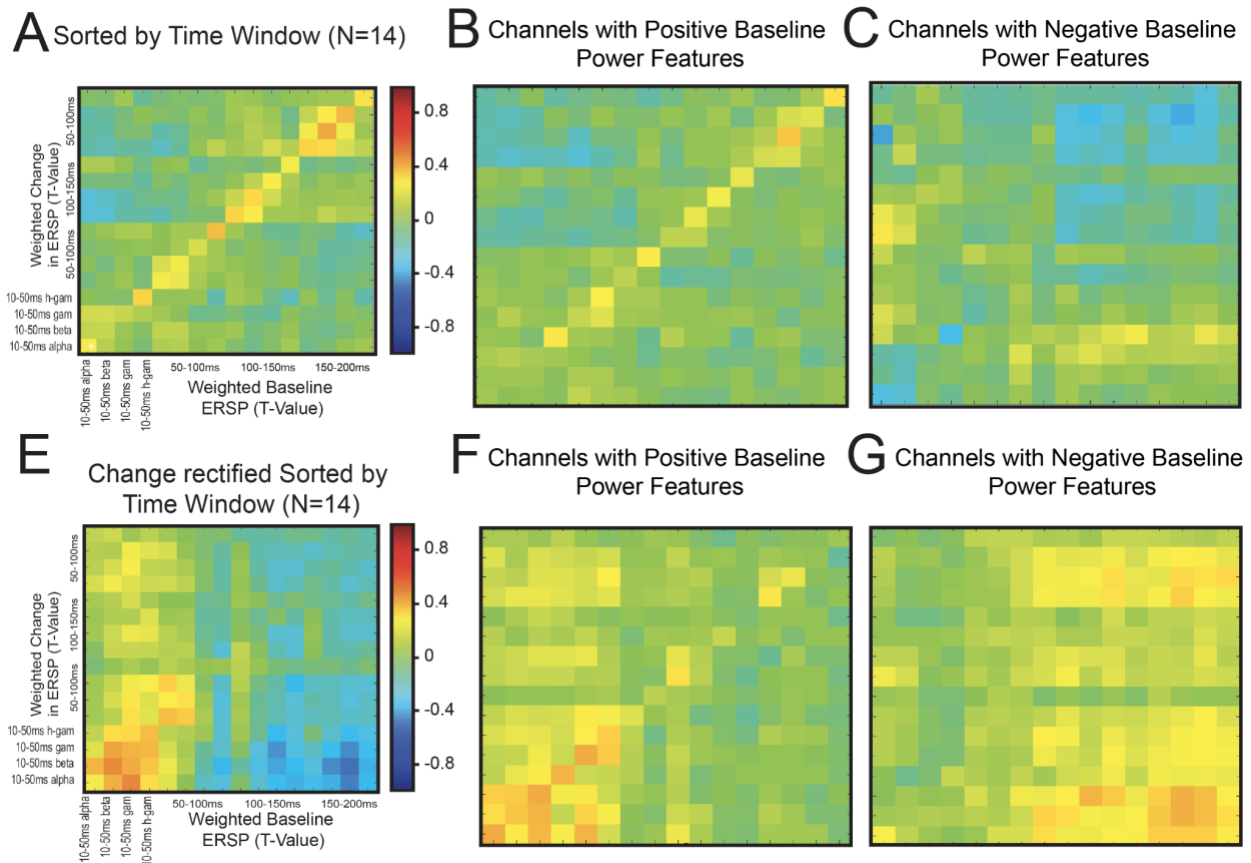 A Sorted by Time Window (N=14)
B Channels with Positive Baseline
Power Features
C Channels with Negative Baseline
Power Features
Weighted Change
in ERSP (T-Value)
50-100ms
100-150ms
50-100ms
10-50ms h-gam
10-50ms gam
10-50ms beta
10-50ms alpha
0.8
0.4
0
-0.4
-0.8
10-50ms alpha
10-50ms beta
10-50ms gam
10-50ms h-gam
50-100ms
100-150ms
150-200ms
Weighted Baseline
ERSP (T-Value)
E Change rectified Sorted by
Time Window (N=14)
F Channels with Positive Baseline
Power Features
G Channels with Negative Baseline
Power Features
Weighted Change
in ERSP (T-Value)
50-100ms
100-150ms
50-100ms
10-50ms h-gam
10-50ms gam
10-50ms beta
10-50ms alpha
0.8
0.4
0
-0.4
-0.8
10-50ms alpha
10-50ms beta
10-50ms gam
10-50ms h-gam
50-100ms
100-150ms
150-200ms
Weighted Baseline
ERSP (T-Value)